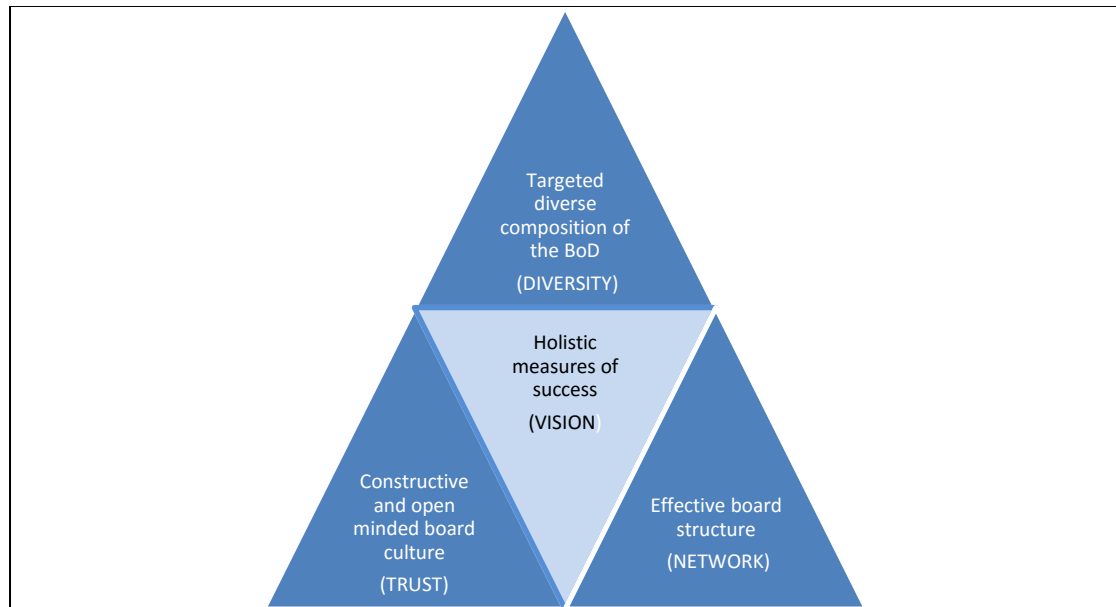 Targeted
diverse
composition of
the BoD
(DIVERSITY)
Holistic
measures of
success
(VISION)
Constructive
and open
minded board
culture
(TRUST)
Effective board
structure
(NETWORK)